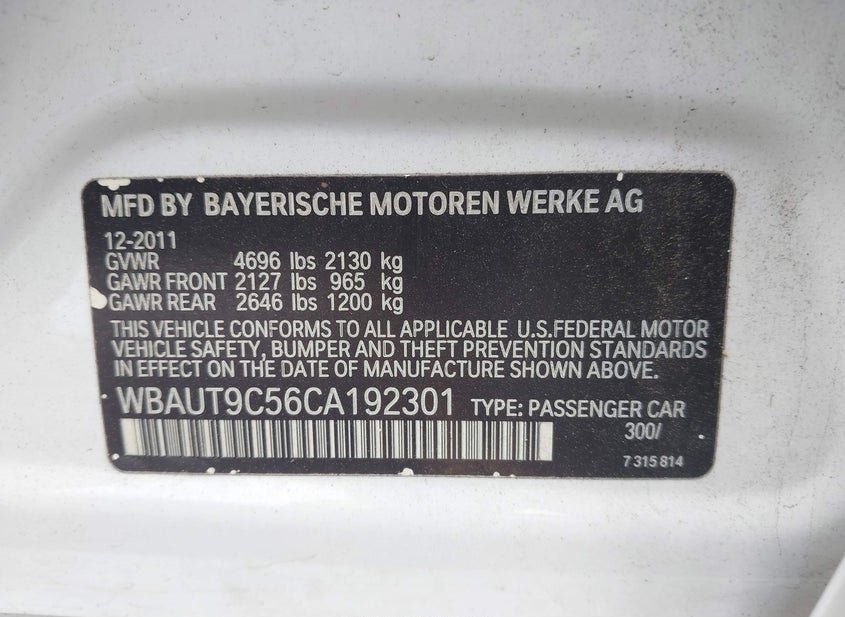 MFD BY BAYERISCHE MOTOREN WERKE AG
12-2011
GVWR 4696 lbs 2130 kg
GAWR FRONT 2127 lbs 965 kg
GAWR REAR 2646 lbs 1200 kg
THIS VEHICLE CONFORMS TO ALL APPLICABLE U.S.FEDERAL MOTOR
VEHICLE SAFETY, BUMPER AND THEFT PREVENTION STANDARDS
IN EFFECT ON THE DATE OF MANUFACTURE SHOWN ABOVE.
WBAUT9C56CA192301 TYPE: PASSENGER CAR
300/
7 315 814